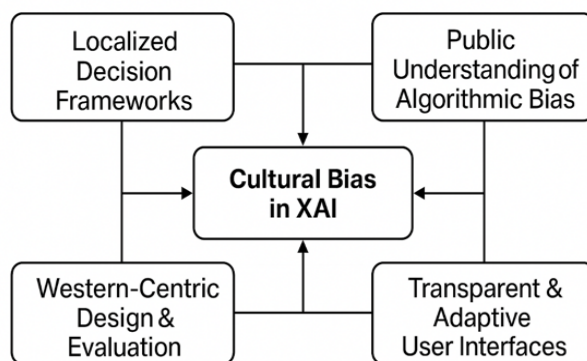 Localized
Decision
Frameworks
Public
Understanding of
Algorithmic Bias
Cultural Bias
in XAI
Western-Centric
Design &
Evaluation
Transparent &
Adaptive
User Interfaces